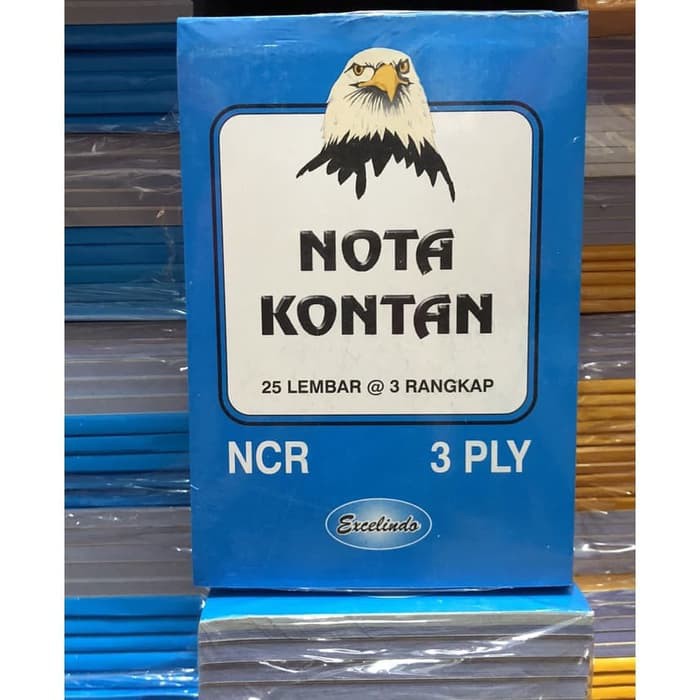 NOTA
KONTAN
25 LEMBAR @ 3 RANGKAP
NCR 3 PLY
Excelindo